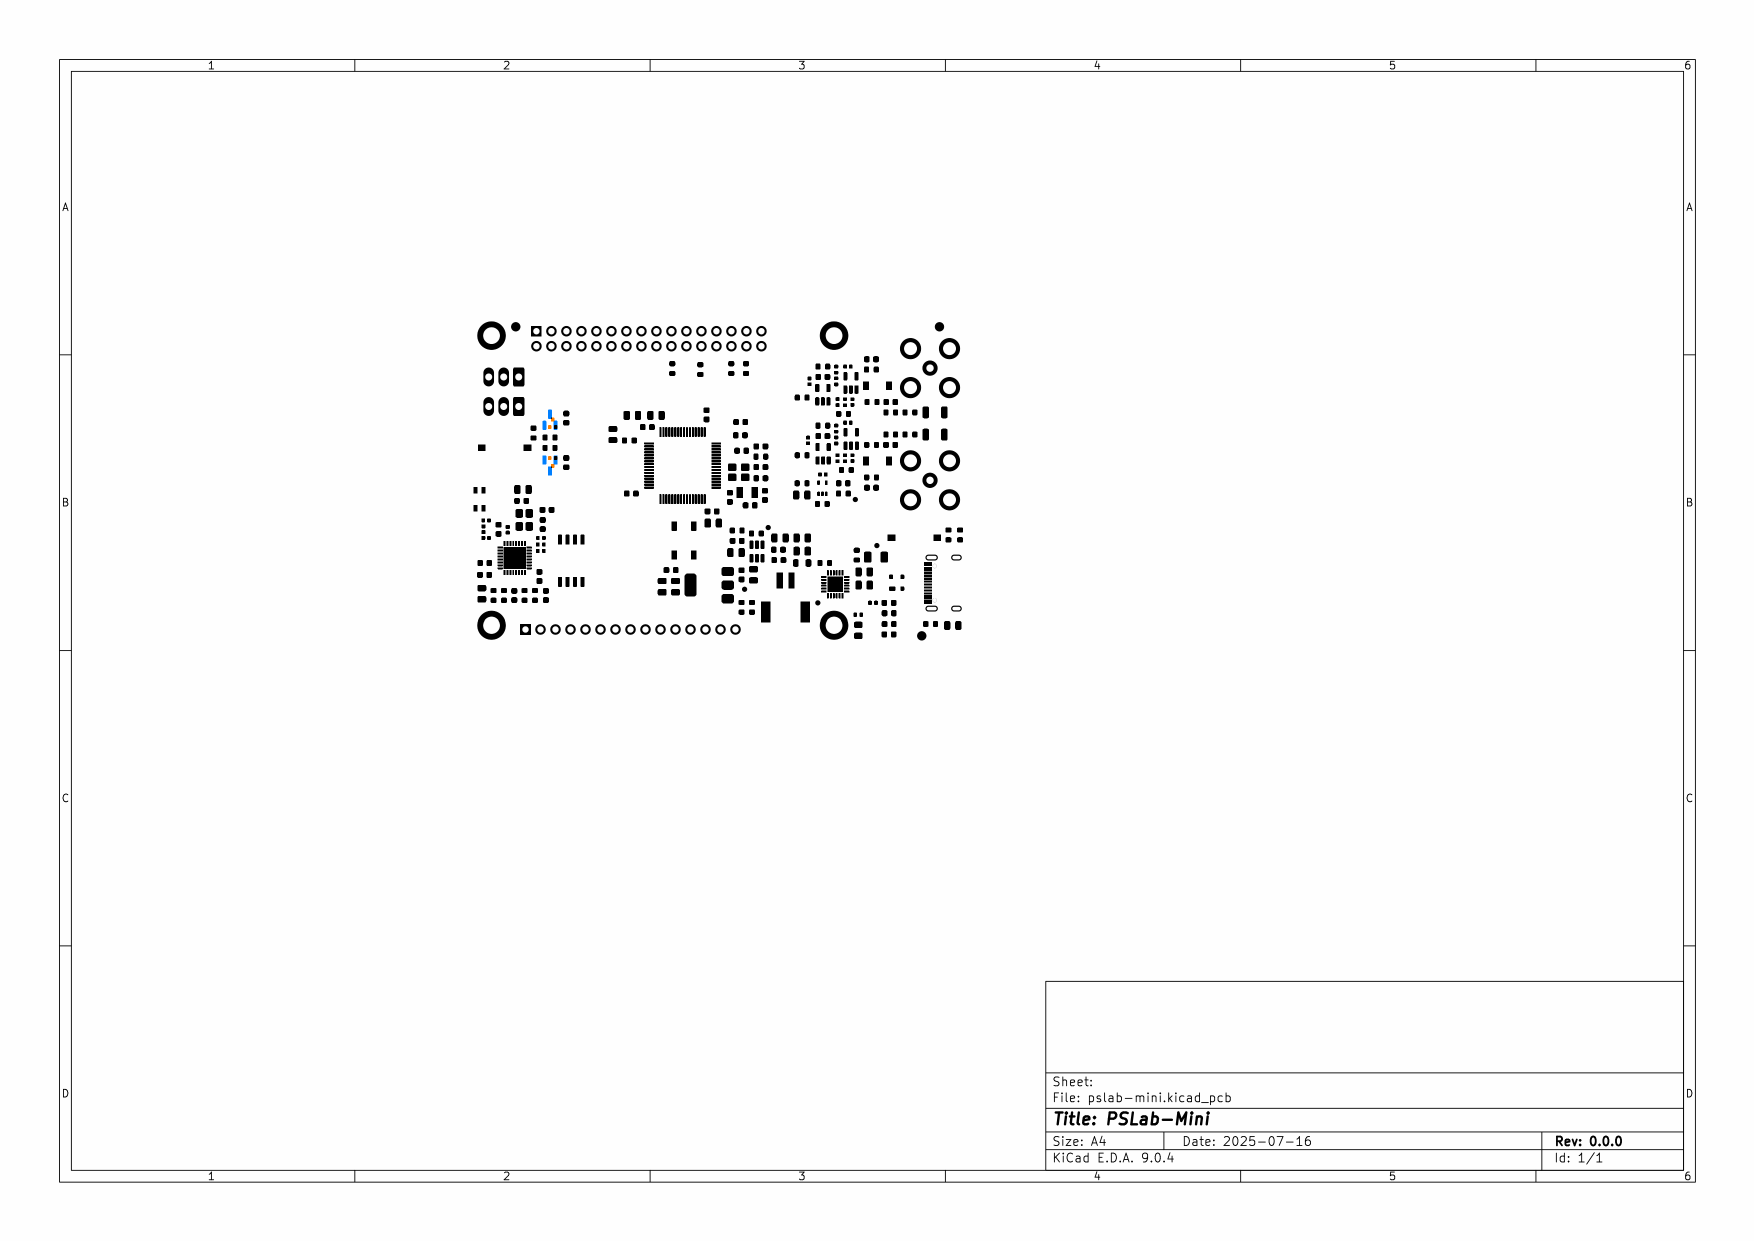 1 2 3 4 5 6
A A
B B
C C
D D
Sheet:
File: pslab-mini.kicad_pcb
Title: PSLab-Mini
Size: A4 Date: 2025-07-16 Rev: 0.0.0
KiCad E.D.A. 9.0.4 Id: 1/1
1 2 3 4 5 6